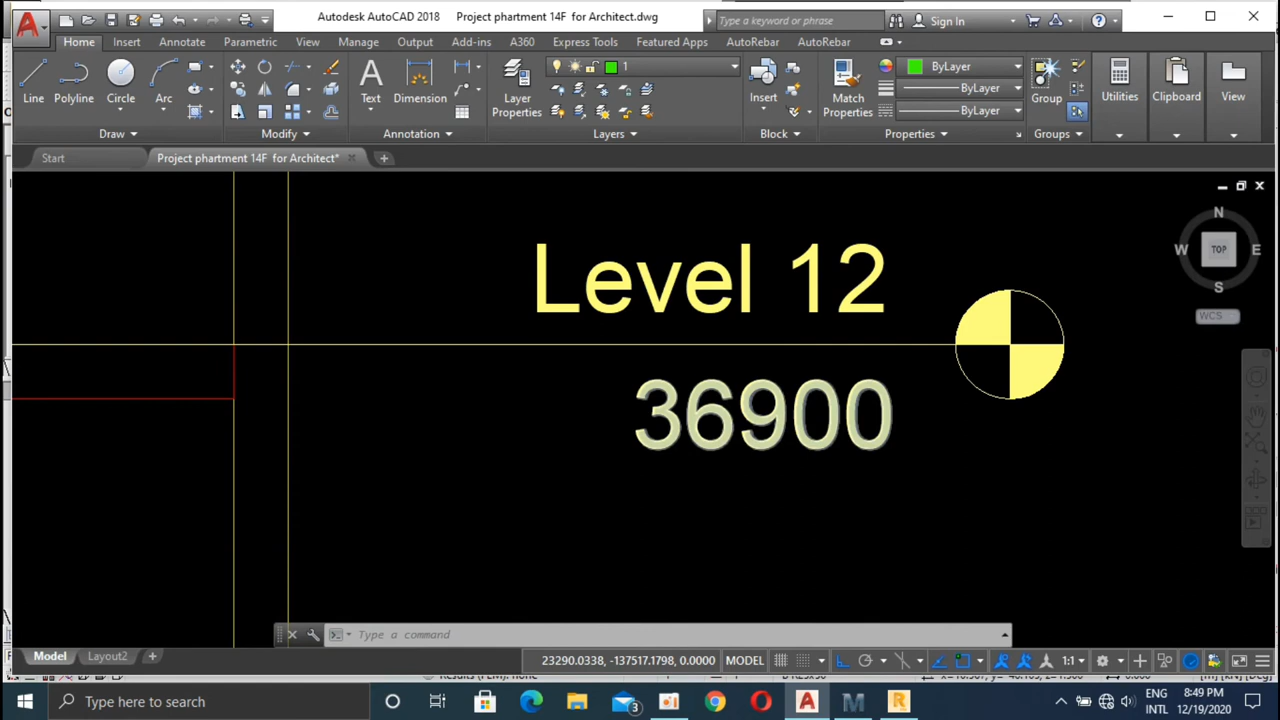 Autodesk AutoCAD 2018 Project phartment 14F for Architect.dwg
Type a keyword or phrase
Sign In
Home Insert Annotate Parametric View Manage Output Add-ins A360 Express Tools Featured Apps AutoRebar AutoRebar
1
ByLayer
ByLayer
ByLayer
Line Polyline Circle Arc
Text Dimension
Layer Properties
Insert
Match Properties
Group
Utilities
Clipboard
View
Draw Modify Annotation Layers Block Properties Groups
Start
Project phartment 14F for Architect*
Level 12
36900
N
W TOP E
S
WCS
Type a command
Model Layout2
23290.0338, -137517.1798, 0.0000 MODEL
1:1
Type here to search
3
ENG
INTL
8:49 PM
12/19/2020